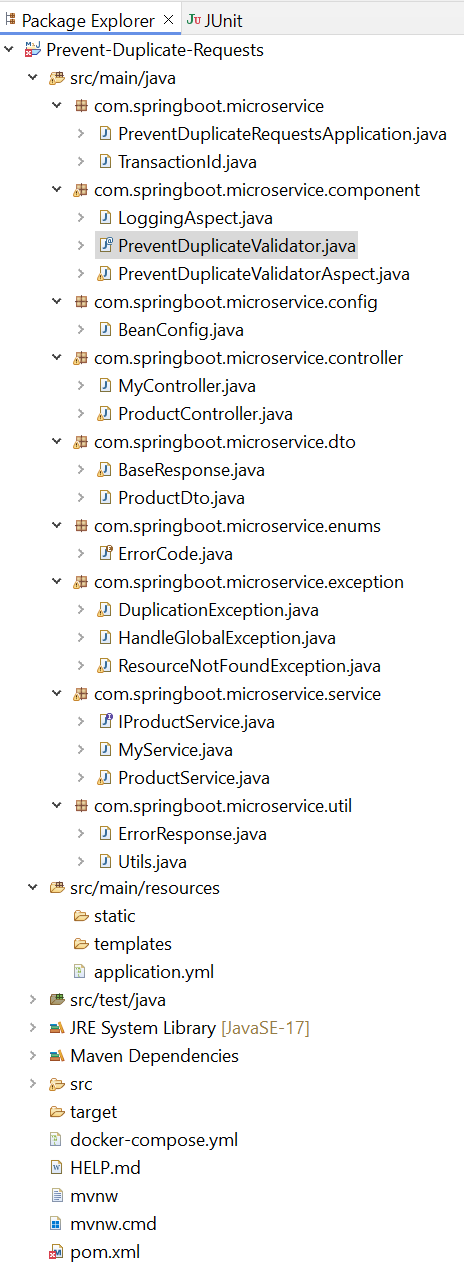 Package Explorer JUnit
Prevent-Duplicate-Requests
src/main/java
com.springboot.microservice
PreventDuplicateRequestsApplication.java
TransactionId.java
com.springboot.microservice.component
LoggingAspect.java
PreventDuplicateValidator.java
PreventDuplicateValidatorAspect.java
com.springboot.microservice.config
BeanConfig.java
com.springboot.microservice.controller
MyController.java
ProductController.java
com.springboot.microservice.dto
BaseResponse.java
ProductDto.java
com.springboot.microservice.enums
ErrorCode.java
com.springboot.microservice.exception
DuplicationException.java
HandleGlobalException.java
ResourceNotFoundException.java
com.springboot.microservice.service
IProductService.java
MyService.java
ProductService.java
com.springboot.microservice.util
ErrorResponse.java
Utils.java
src/main/resources
static
templates
application.yml
src/test/java
JRE System Library [JavaSE-17]
Maven Dependencies
src
target
docker-compose.yml
HELP.md
mvnw
mvnw.cmd
pom.xml